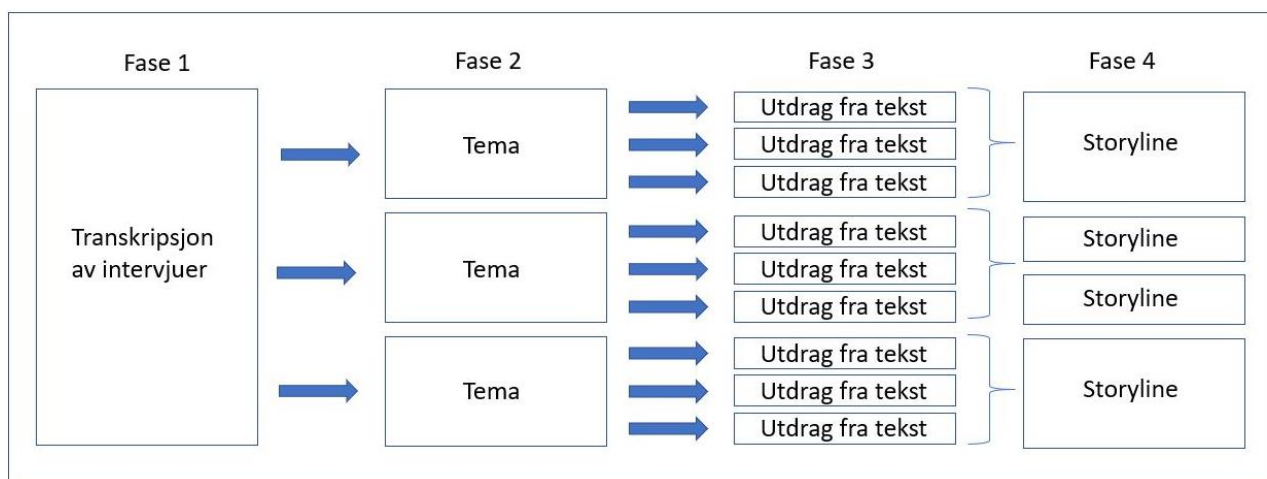 Fase 1
Fase 2
Fase 3
Fase 4
Transkripsjon
av intervjuer
Tema
Tema
Tema
Utdrag fra tekst
Utdrag fra tekst
Utdrag fra tekst
Utdrag fra tekst
Utdrag fra tekst
Utdrag fra tekst
Utdrag fra tekst
Utdrag fra tekst
Utdrag fra tekst
Storyline
Storyline
Storyline
Storyline